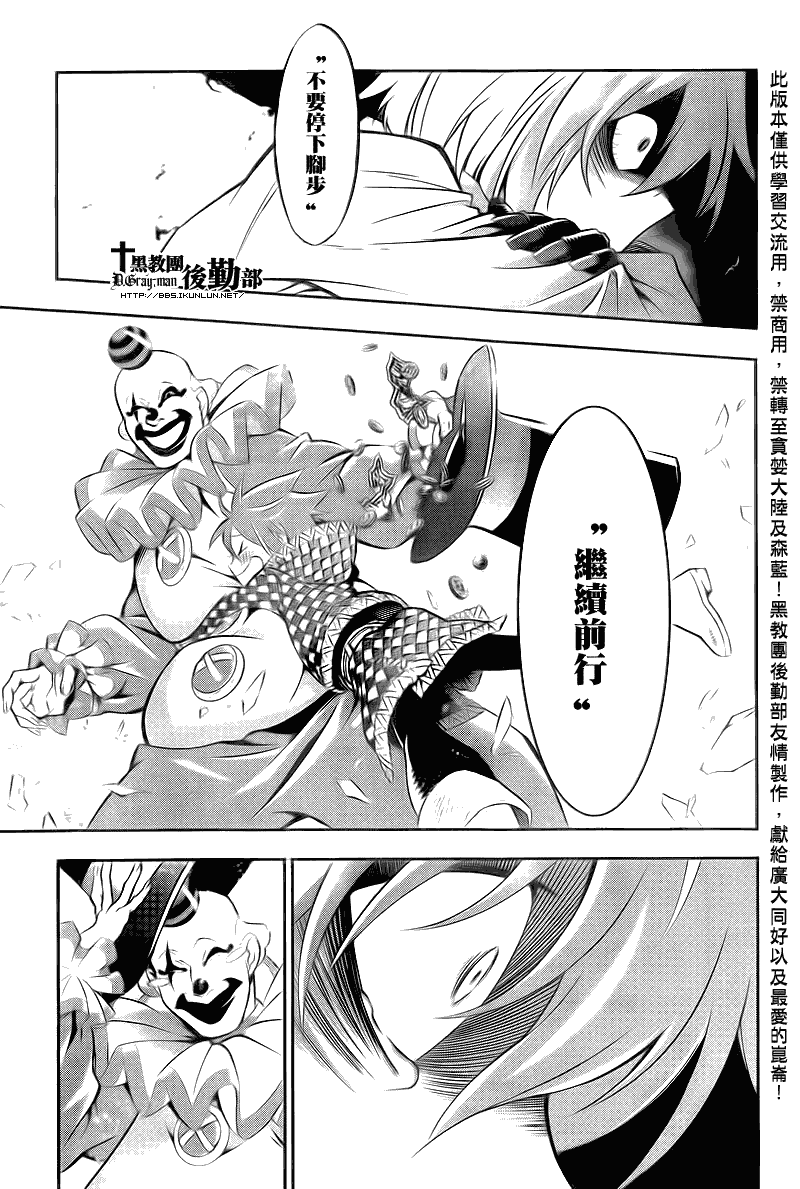 ”不要停下腳步“
黑教團
D.Gray-man 後勤部
HTTP://BBS.IKUNLUN.NET/
”繼續前行“
此版本僅供學習交流用，禁商用，禁轉至貪婪大陸及森藍！黑教團後勤部友情製作，獻給廣大同好以及最愛的崑崙！